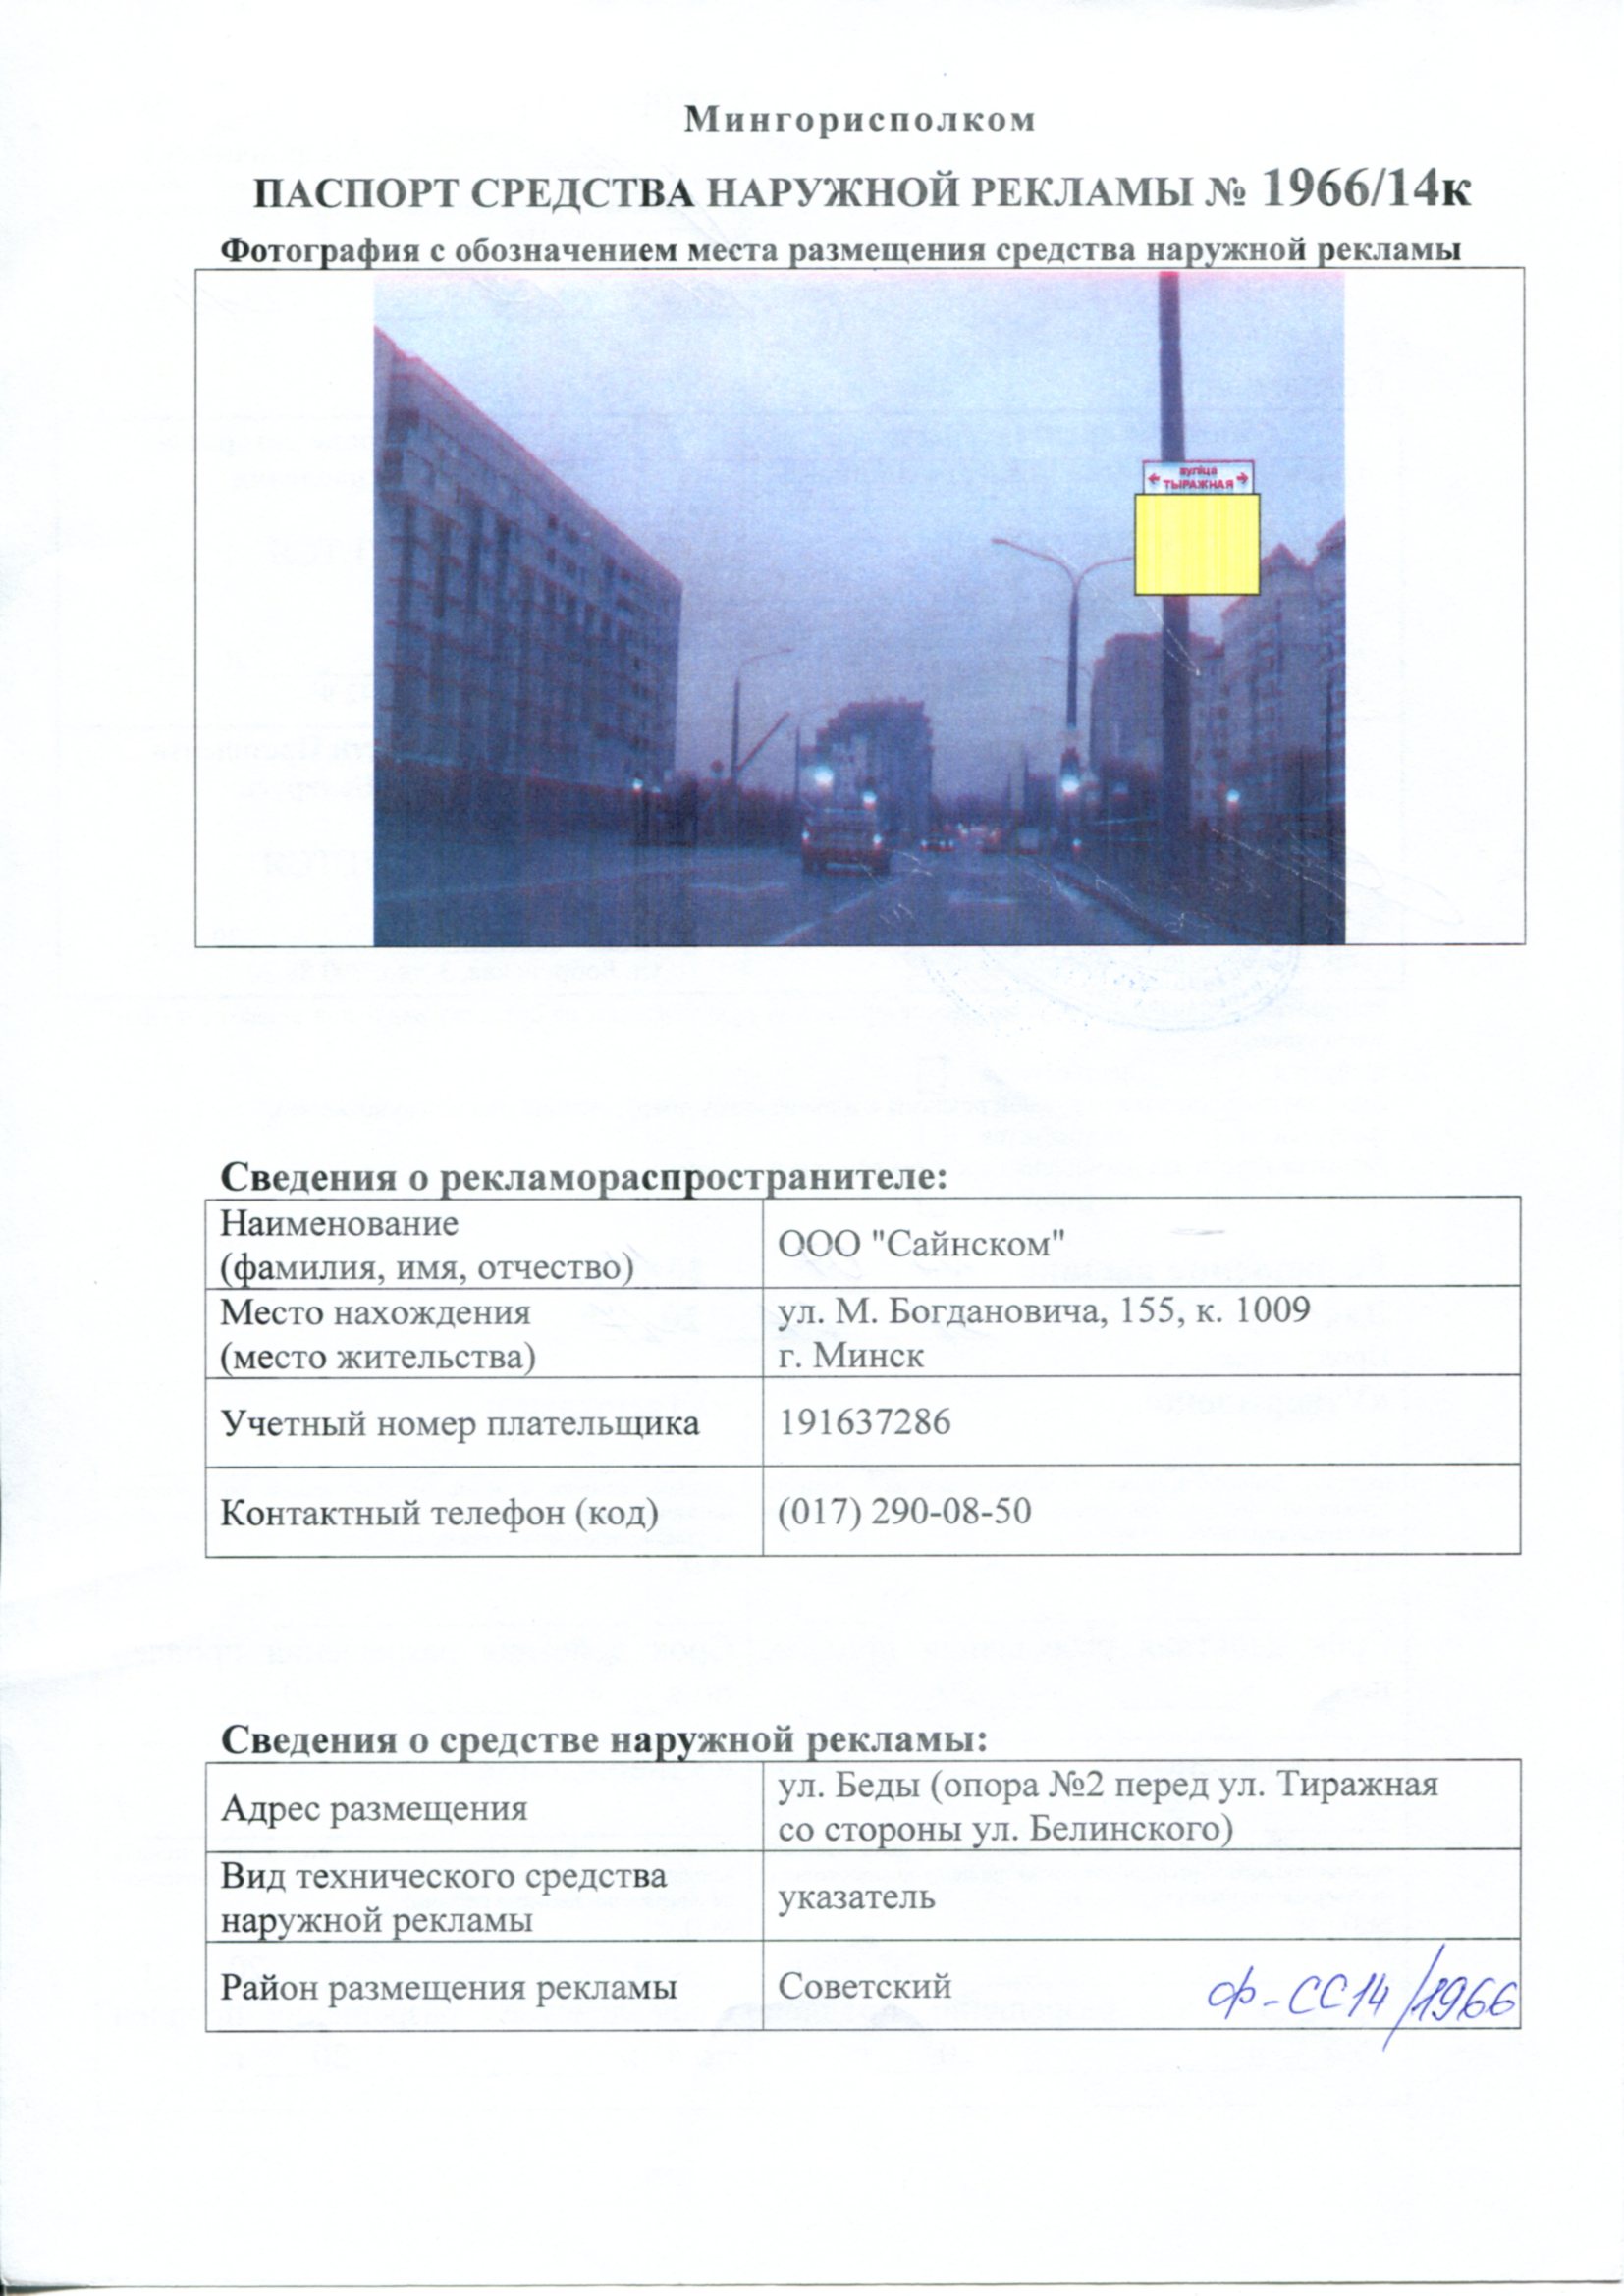 Мингорисполком
ПАСПОРТ СРЕДСТВА НАРУЖНОЙ РЕКЛАМЫ № 1966/14к
Фотография с обозначением места размещения средства наружной рекламы
вуліца
ТЫРАЖНАЯ
Сведения о рекламораспространителе:
Наименование
(фамилия, имя, отчество)
ООО "Сайнском"
Место нахождения
(место жительства)
ул. М. Богдановича, 155, к. 1009
г. Минск
Учетный номер плательщика
191637286
Контактный телефон (код)
(017) 290-08-50
Сведения о средстве наружной рекламы:
Адрес размещения
ул. Беды (опора №2 перед ул. Тиражная
со стороны ул. Белинского)
Вид технического средства
наружной рекламы
указатель
Район размещения рекламы
Советский
ф-СС14/1966